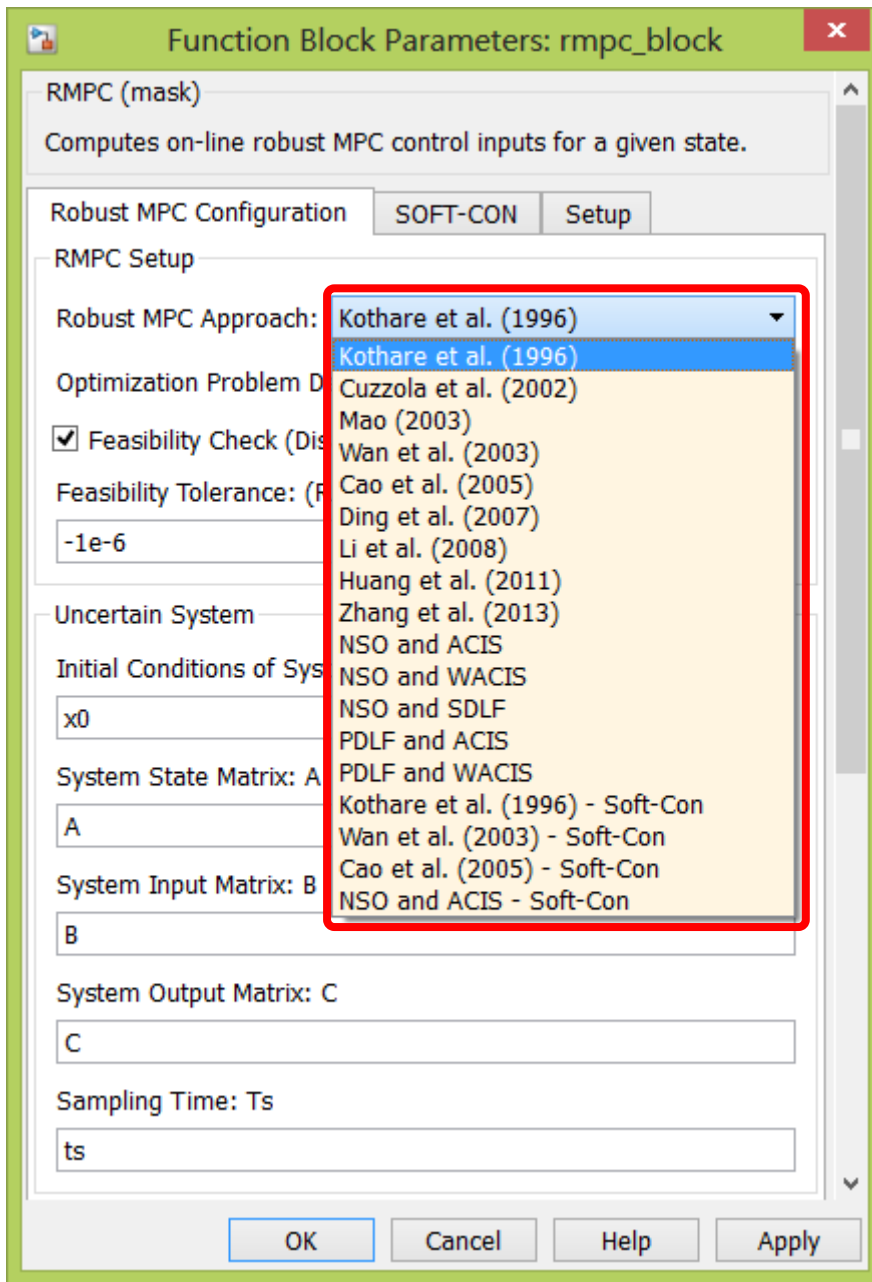 Function Block Parameters: rmpc_block
RMPC (mask)
Computes on-line robust MPC control inputs for a given state.
Robust MPC Configuration
SOFT-CON
Setup
RMPC Setup
Robust MPC Approach:
Kothare et al. (1996)
Kothare et al. (1996)
Cuzzola et al. (2002)
Mao (2003)
Wan et al. (2003)
Cao et al. (2005)
Ding et al. (2007)
Li et al. (2008)
Huang et al. (2011)
Zhang et al. (2013)
NSO and ACIS
NSO and WACIS
NSO and SDLF
PDLF and ACIS
PDLF and WACIS
Kothare et al. (1996) - Soft-Con
Wan et al. (2003) - Soft-Con
Cao et al. (2005) - Soft-Con
NSO and ACIS - Soft-Con
Optimization Problem D
Feasibility Check (Dis
Feasibility Tolerance: (R
-1e-6
Uncertain System
Initial Conditions of Sys
x0
System State Matrix: A
A
System Input Matrix: B
B
System Output Matrix: C
C
Sampling Time: Ts
ts
OK
Cancel
Help
Apply